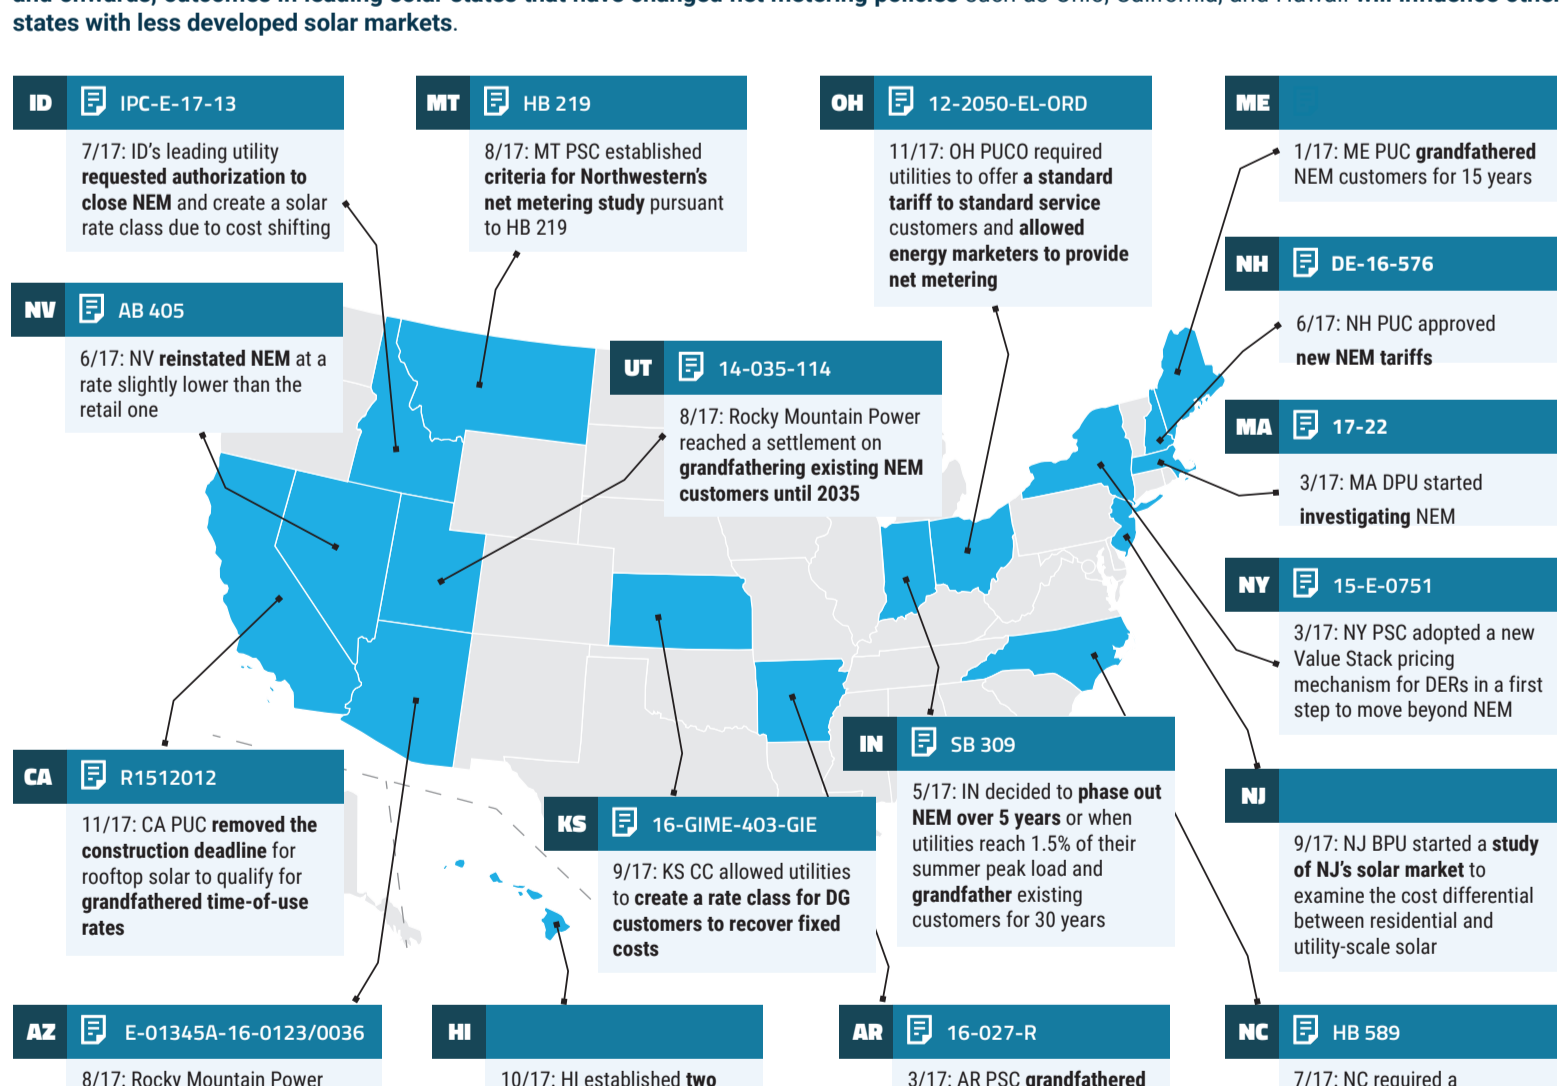 states with less developed solar markets.
ID IPC-E-17-13
7/17: ID's leading utility
requested authorization to
close NEM and create a solar
rate class due to cost shifting
MT HB 219
8/17: MT PSC established
criteria for Northwestern's
net metering study pursuant
to HB 219
OH 12-2050-EL-ORD
11/17: OH PUCO required
utilities to offer a standard
tariff to standard service
customers and allowed
energy marketers to provide
net metering
ME
1/17: ME PUC grandfathered
NEM customers for 15 years
NH DE-16-576
6/17: NH PUC approved
new NEM tariffs
NV AB 405
6/17: NV reinstated NEM at a
rate slightly lower than the
retail one
UT 14-035-114
8/17: Rocky Mountain Power
reached a settlement on
grandfathering existing NEM
customers until 2035
MA 17-22
3/17: MA DPU started
investigating NEM
NY 15-E-0751
3/17: NY PSC adopted a new
Value Stack pricing
mechanism for DERs in a first
step to move beyond NEM
CA R1512012
11/17: CA PUC removed the
construction deadline for
rooftop solar to qualify for
grandfathered time-of-use
rates
KS 16-GIME-403-GIE
9/17: KS CC allowed utilities
to create a rate class for DG
customers to recover fixed
costs
IN SB 309
5/17: IN decided to phase out
NEM over 5 years or when
utilities reach 1.5% of their
summer peak load and
grandfather existing
customers for 30 years
NJ
9/17: NJ BPU started a study
of NJ's solar market to
examine the cost differential
between residential and
utility-scale solar
AZ E-01345A-16-0123/0036
8/17: Rocky Mountain Power
HI
10/17: HI established two
AR 16-027-R
3/17: AR PSC grandfathered
NC HB 589
7/17: NC required a